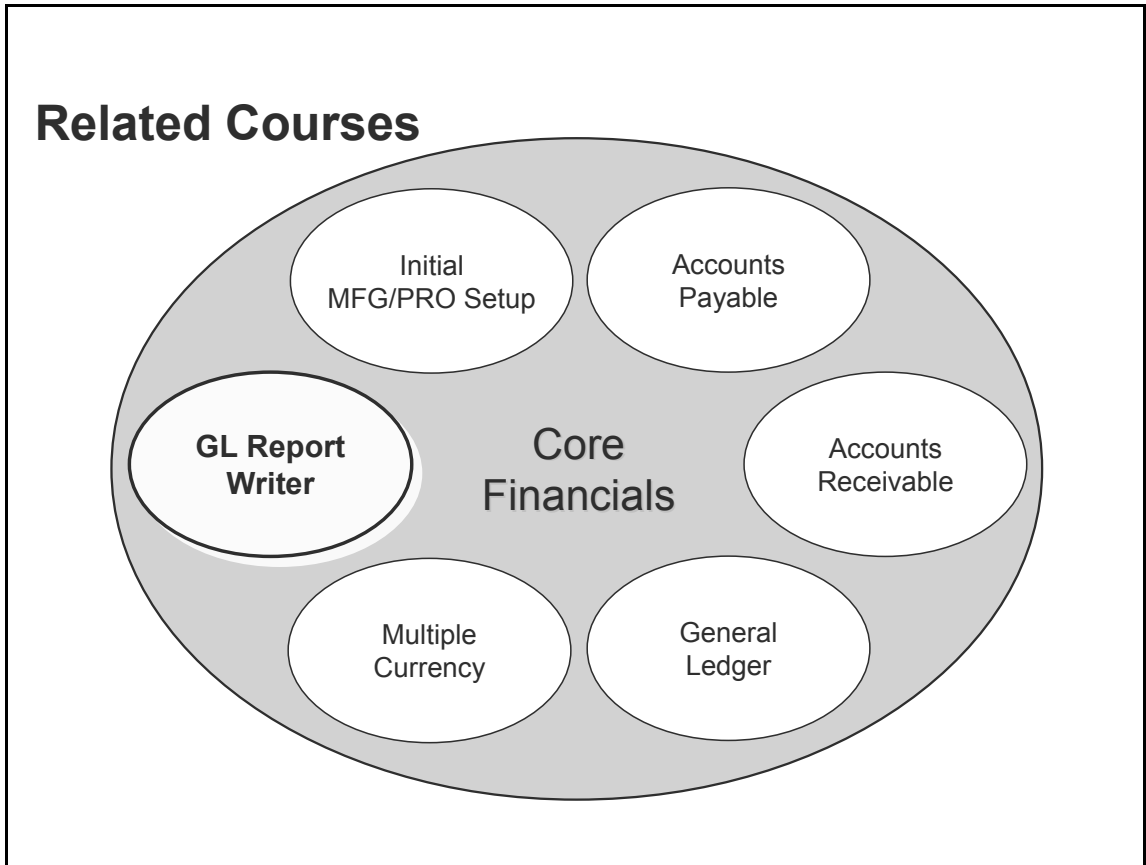 Related Courses
Initial
MFG/PRO Setup
Accounts
Payable
GL Report
Writer
Core
Financials
Accounts
Receivable
Multiple
Currency
General
Ledger